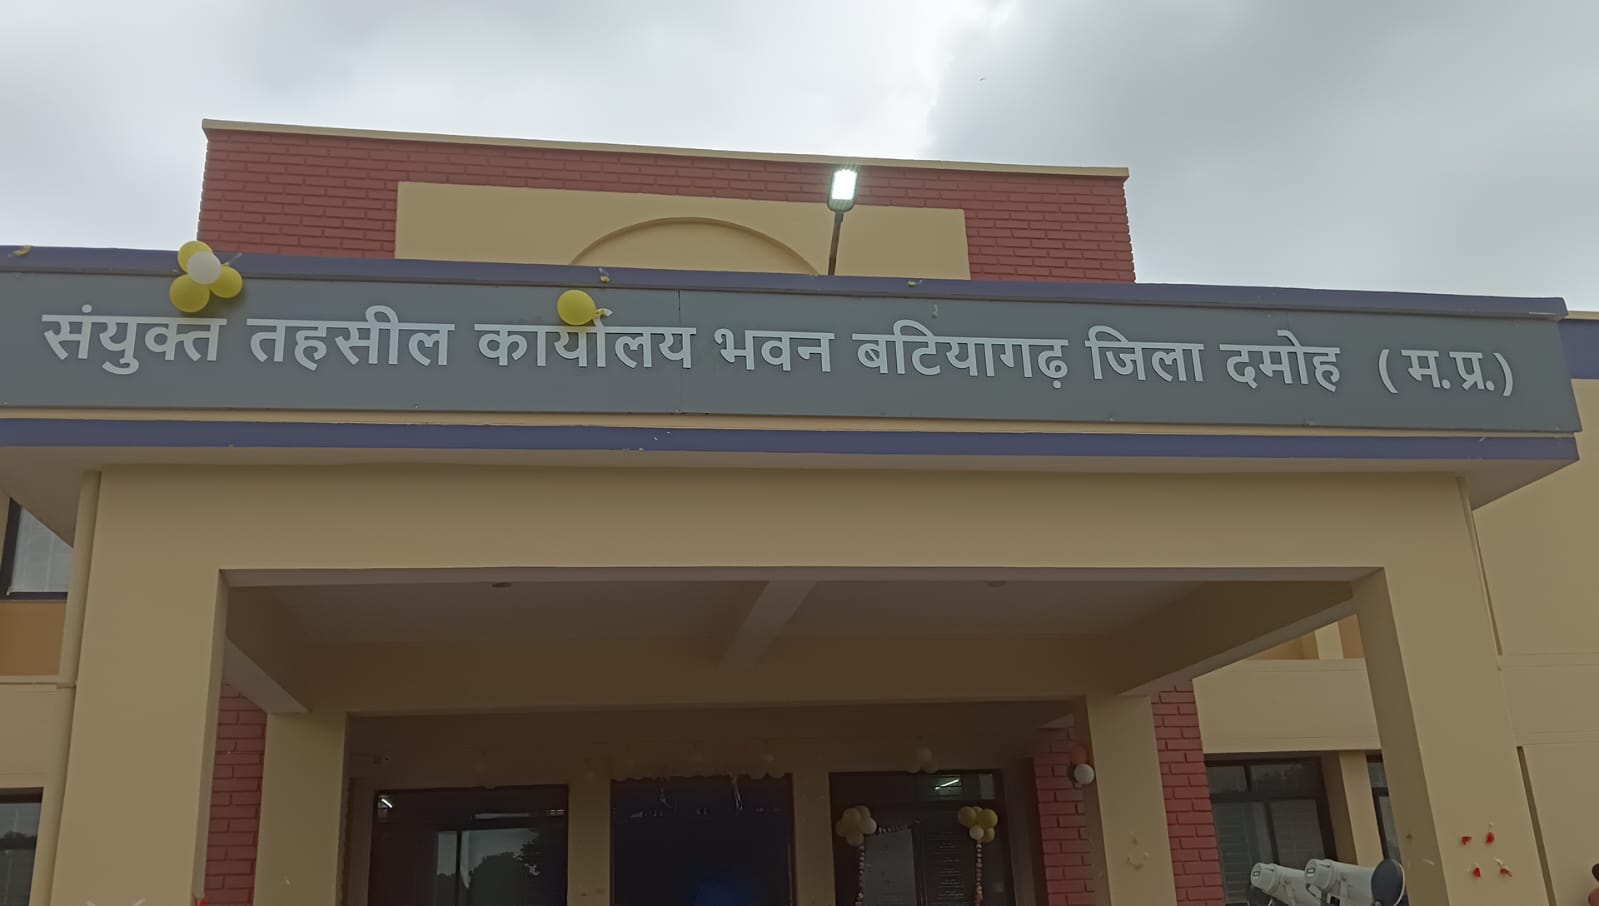 संयुक्त तहसील कार्यालय भवन बटियागढ़ जिला दमोह (म.प्र.)